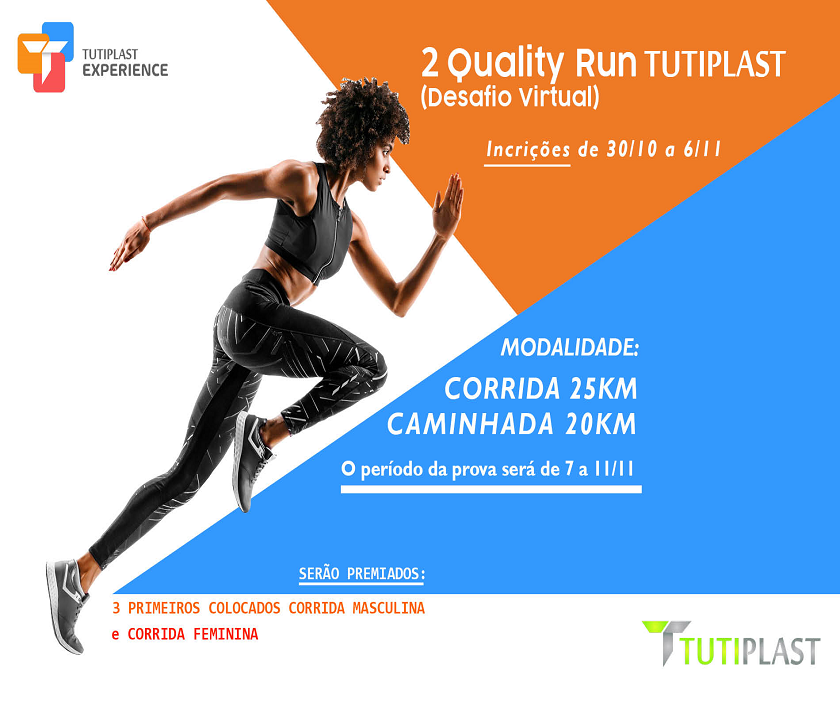 TUTIPLAST
EXPERIENCE
2 Quality Run TUTIPLAST
(Desafio Virtual)
Incrições de 30/10 a 6/11
MODALIDADE:
CORRIDA 25KM
CAMINHADA 20KM
O período da prova será de 7 a 11/11
SERÃO PREMIADOS:
3 PRIMEIROS COLOCADOS CORRIDA MASCULINA
e CORRIDA FEMININA
TUTIPLAST